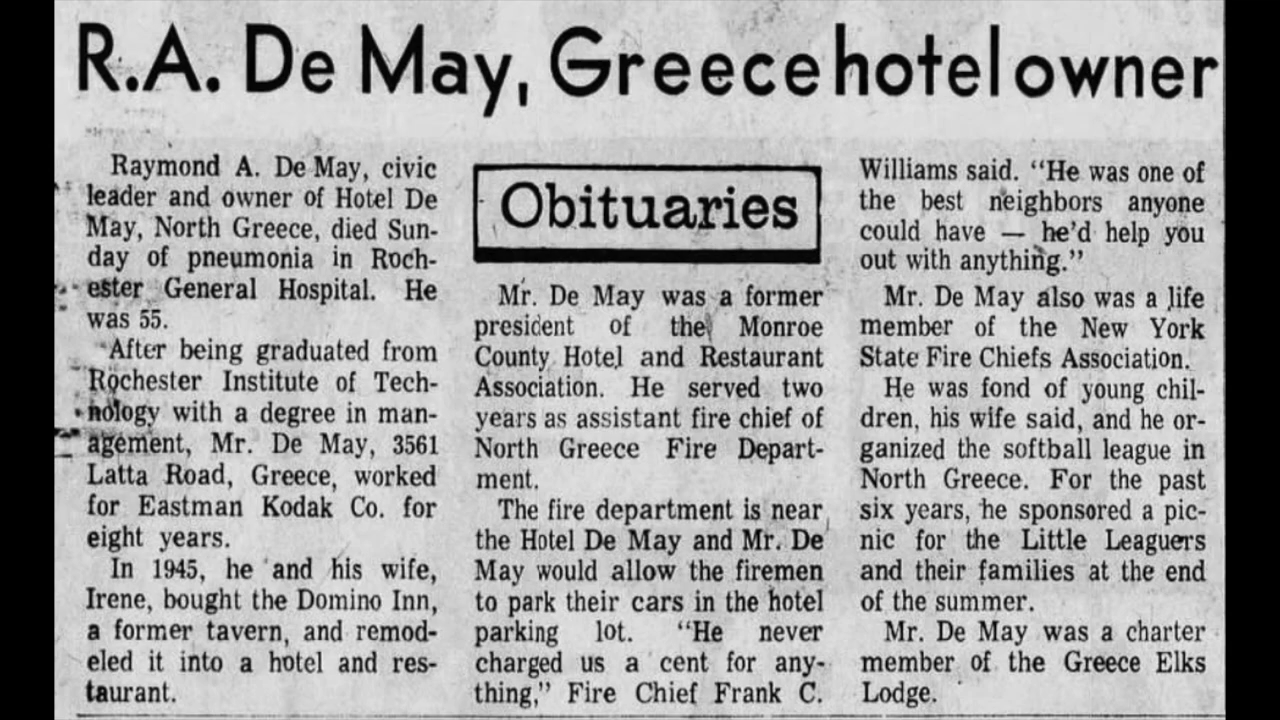 R.A. De May, Greece hotel owner
Raymond A. De May, civic
leader and owner of Hotel De
May, North Greece, died Sun-
day of pneumonia in Roch-
ester General Hospital. He
was 55.
After being graduated from
Rochester Institute of Tech-
nology with a degree in man-
agement, Mr. De May, 3561
Latta Road, Greece, worked
for Eastman Kodak Co. for
eight years.
In 1945, he and his wife,
Irene, bought the Domino Inn,
a former tavern, and remod-
eled it into a hotel and res-
taurant.
Obituaries
Mr. De May was a former
president of the Monroe
County Hotel and Restaurant
Association. He served two
years as assistant fire chief of
North Greece Fire Depart-
ment.
The fire department is near
the Hotel De May and Mr. De
May would allow the firemen
to park their cars in the hotel
parking lot. "He never
charged us a cent for any-
thing," Fire Chief Frank C.
Williams said. "He was one of
the best neighbors anyone
could have — he'd help you
out with anything."
Mr. De May also was a life
member of the New York
State Fire Chiefs Association.
He was fond of young chil-
dren, his wife said, and he or-
ganized the softball league in
North Greece. For the past
six years, he sponsored a pic-
nic for the Little Leaguers
and their families at the end
of the summer.
Mr. De May was a charter
member of the Greece Elks
Lodge.